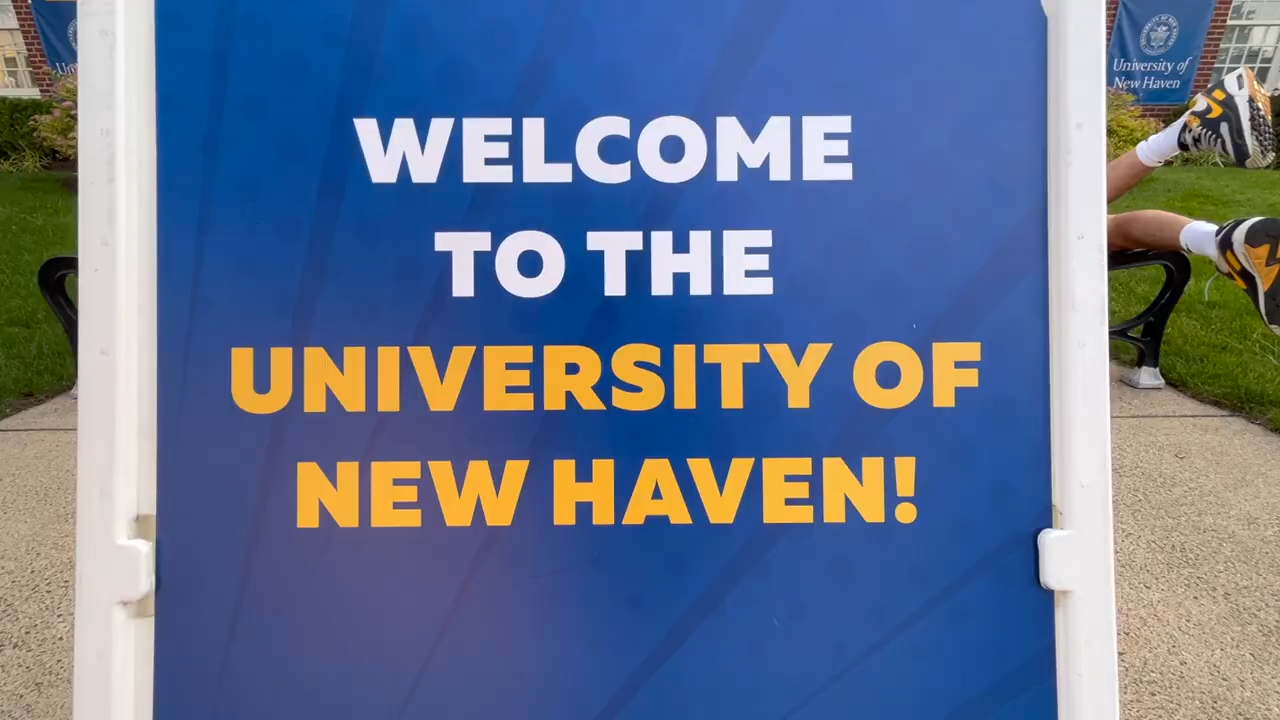 WELCOME
TO THE
UNIVERSITY OF
NEW HAVEN!
University of
New Haven